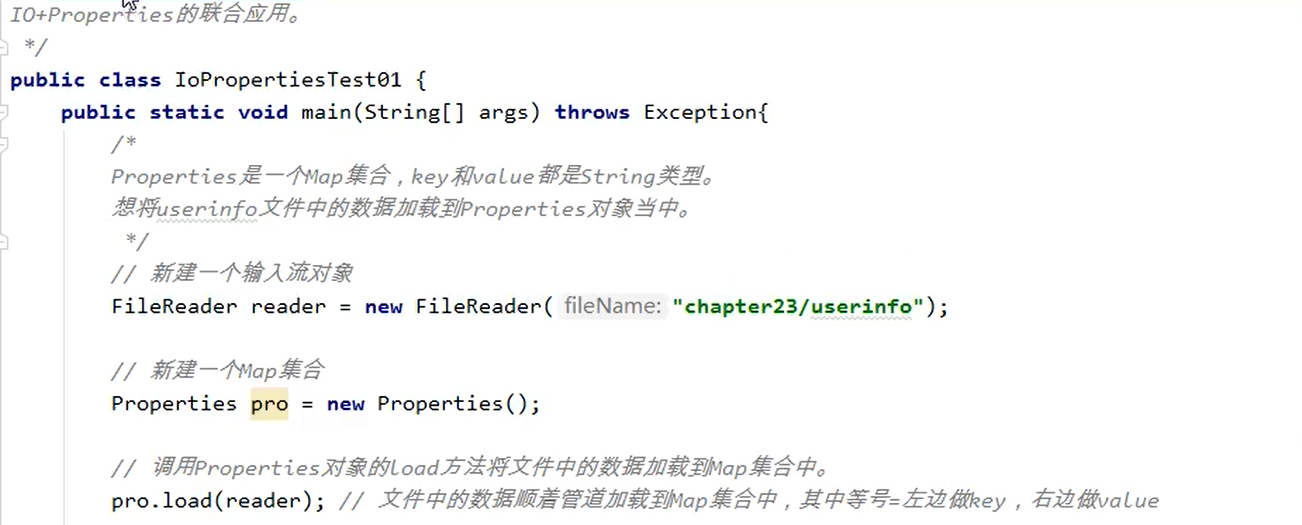 IO+Properties的联合应用。
*/
public class IoPropertiesTest01 {
public static void main(String[] args) throws Exception{
/*
Properties是一个Map集合，key和value都是String类型。
想将userinfo文件中的数据加载到Properties对象当中。
*/
// 新建一个输入流对象
FileReader reader = new FileReader( fileName: "chapter23/userinfo");
// 新建一个Map集合
Properties pro = new Properties();
// 调用Properties对象的load方法将文件中的数据加载到Map集合中。
pro.load(reader); // 文件中的数据顺着管道加载到Map集合中，其中等号=左边做key，右边做value